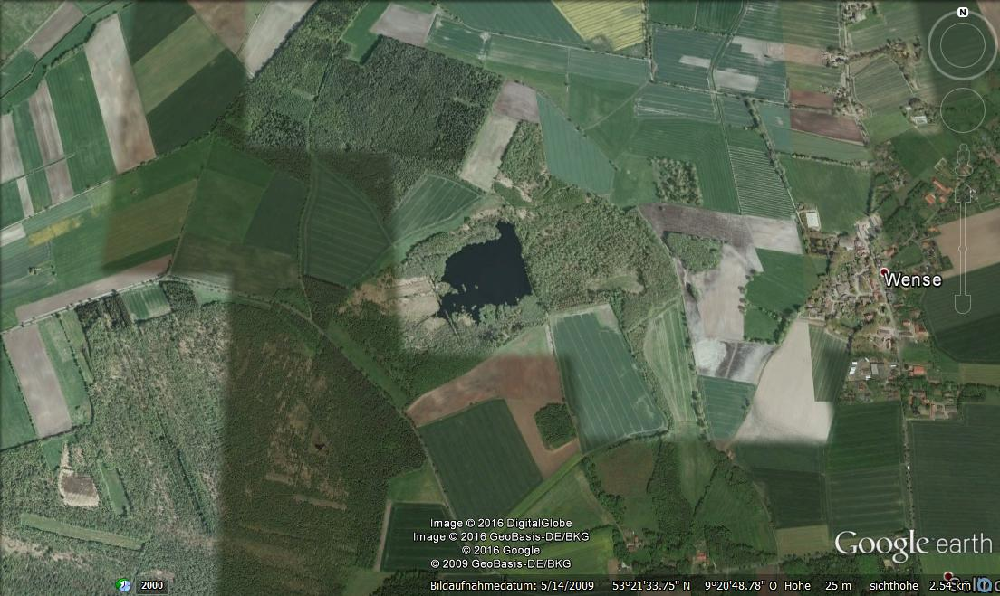 N
Wense
Image © 2016 DigitalGlobe
Image © 2016 GeoBasis-DE/BKG
© 2016 Google
© 2009 GeoBasis-DE/BKG
Google earth
2000
Bildaufnahmedatum: 5/14/2009 53°21'33.75" N 9°20'48.78" O Höhe 25 m sichthöhe 2.54 km